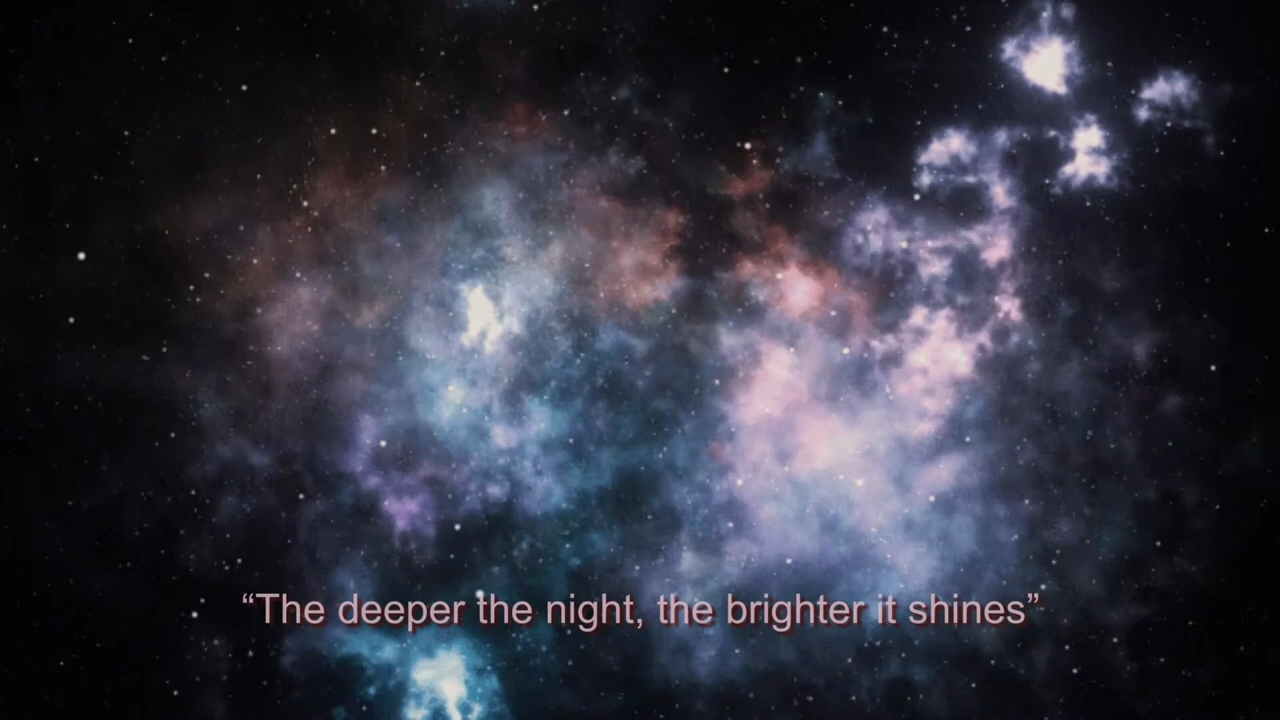 “The deeper the night, the brighter it shines”